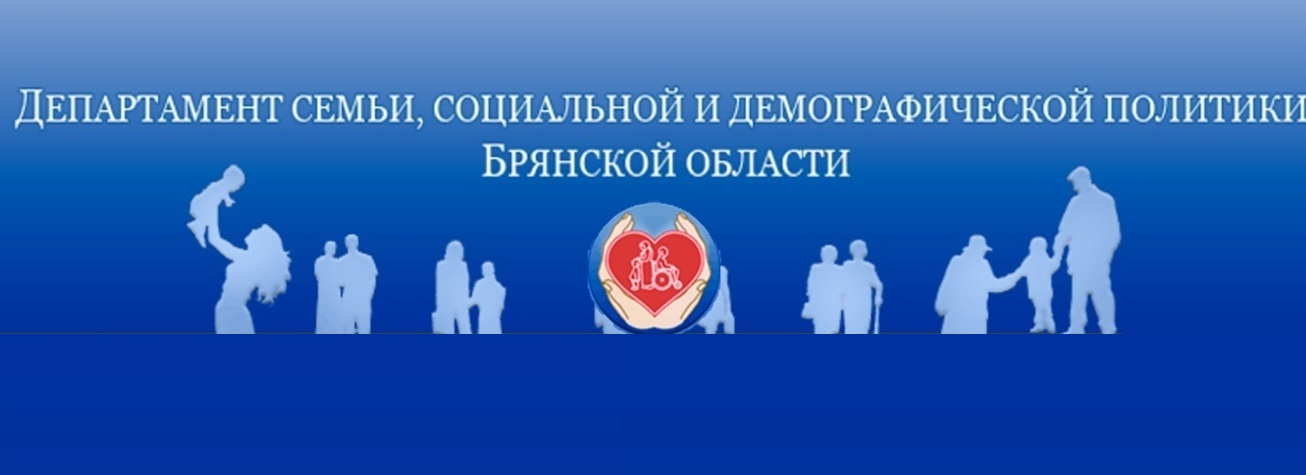 Департамент семьи, социальной и демографической политики
Брянской области